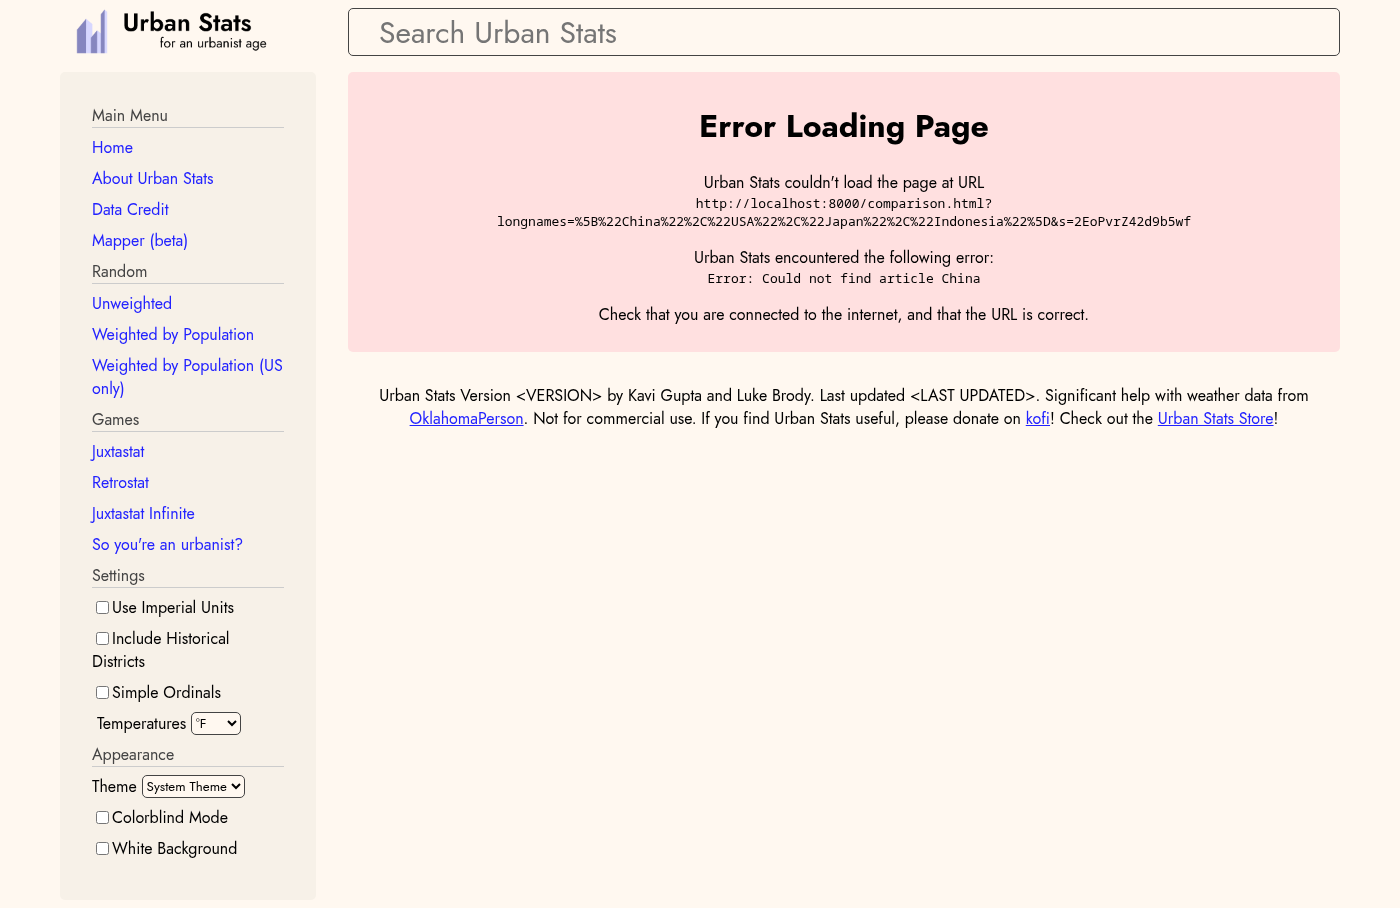 Urban Stats
for an urbanist age
Search Urban Stats
Main Menu
Home
About Urban Stats
Data Credit
Mapper (beta)
Random
Unweighted
Weighted by Population
Weighted by Population (US
only)
Games
Juxtastat
Retrostat
Juxtastat Infinite
So you're an urbanist?
Settings
Use Imperial Units
Include Historical
Districts
Simple Ordinals
Temperatures °F
Appearance
Theme System Theme
Colorblind Mode
White Background
Error Loading Page
Urban Stats couldn't load the page at URL
http://localhost:8000/comparison.html?
longnames=%5B%22China%22%2C%22USA%22%2C%22Japan%22%2C%22Indonesia%22%5D&s=2EoPvrZ42d9b5wf
Urban Stats encountered the following error:
Error: Could not find article China
Check that you are connected to the internet, and that the URL is correct.
Urban Stats Version <VERSION> by Kavi Gupta and Luke Brody. Last updated <LAST UPDATED>. Significant help with weather data from
OklahomaPerson. Not for commercial use. If you find Urban Stats useful, please donate on kofi! Check out the Urban Stats Store!